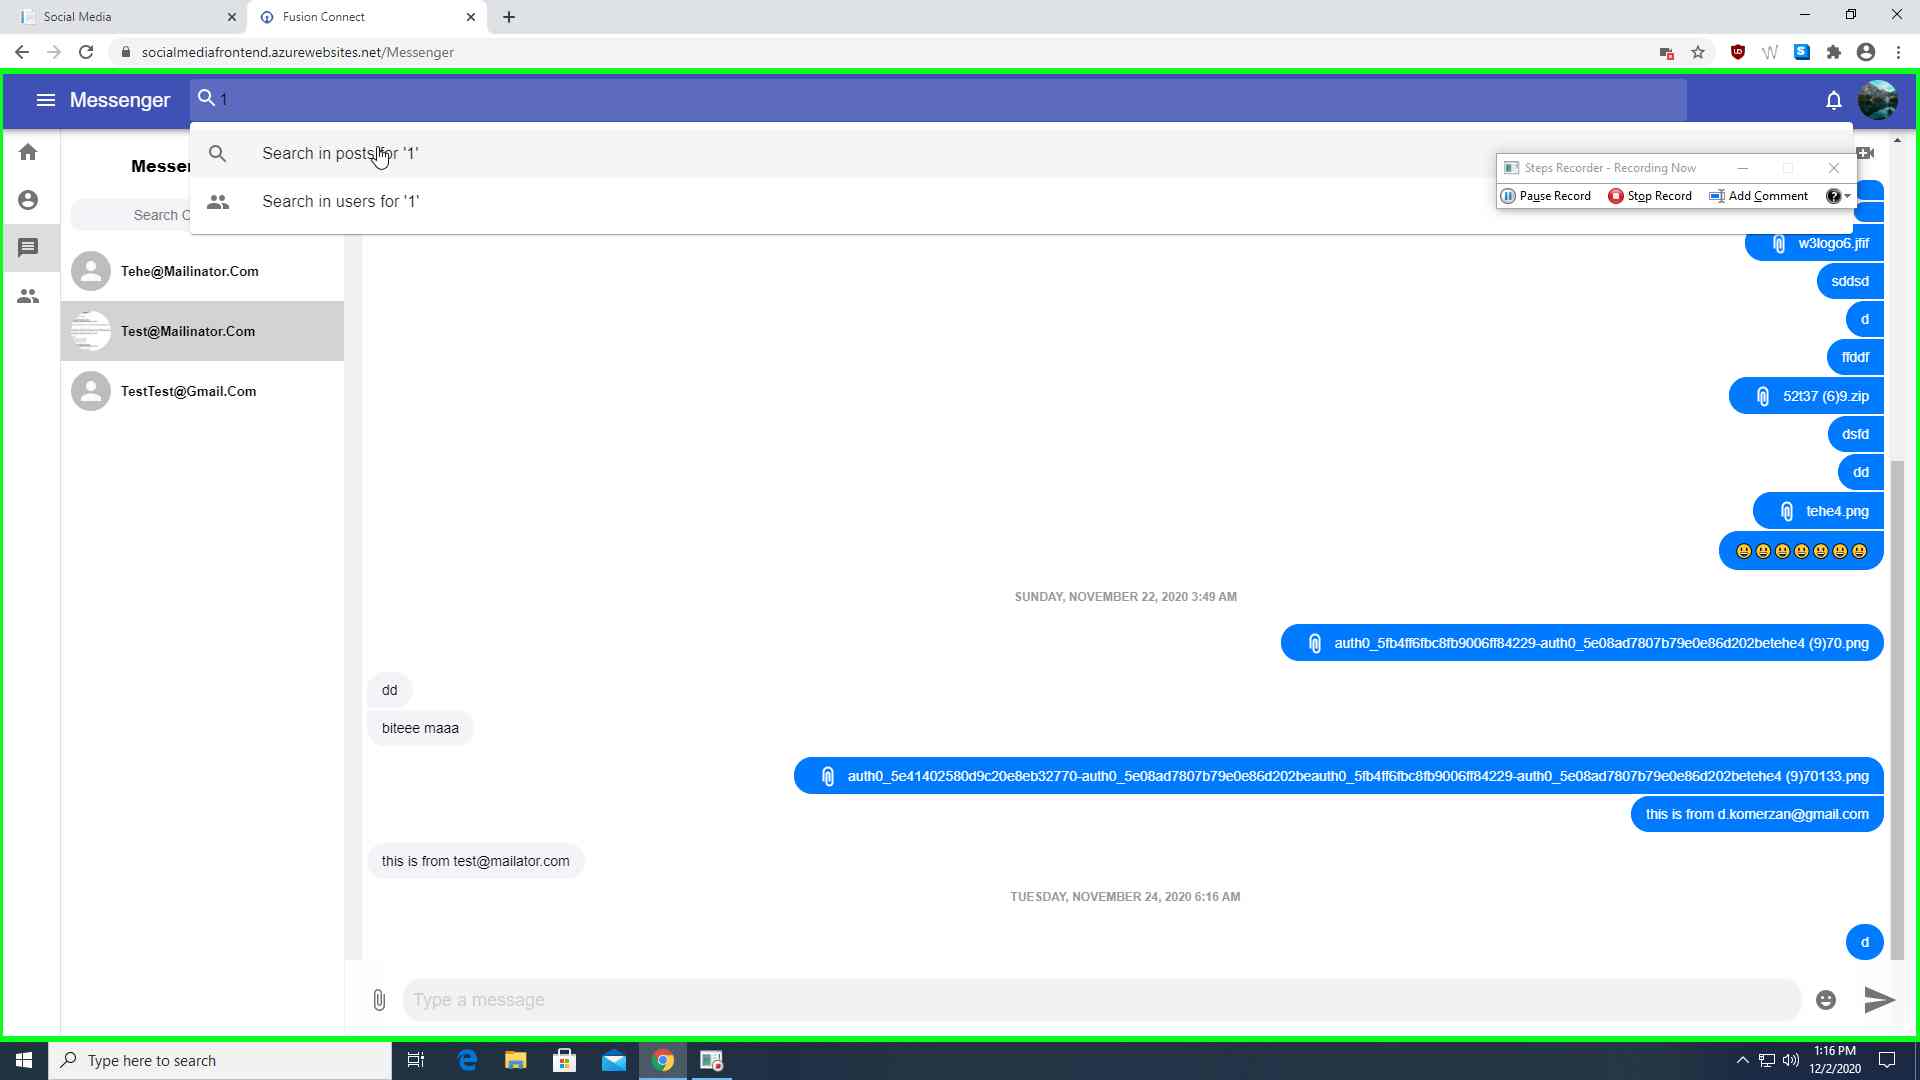 Social Media
Fusion Connect
socialmediafrontend.azurewebsites.net/Messenger
Messenger
1
Search in posts for '1'
Search in users for '1'
Steps Recorder - Recording Now
Pause Record
Stop Record
Add Comment
Tehe@Mailinator.Com
Test@Mailinator.Com
TestTest@Gmail.Com
w3logo6.jfif
sddsd
d
ffddf
52t37 (6)9.zip
dsfd
dd
tehe4.png
SUNDAY, NOVEMBER 22, 2020 3:49 AM
auth0_5fb4ff6fbc8fb9006ff84229-auth0_5e08ad7807b79e0e86d202betehe4 (9)70.png
dd
biteee maaa
auth0_5e41402580d9c20e8eb32770-auth0_5e08ad7807b79e0e86d202beauth0_5fb4ff6fbc8fb9006ff84229-auth0_5e08ad7807b79e0e86d202betehe4 (9)70133.png
this is from d.komerzan@gmail.com
this is from test@mailator.com
TUESDAY, NOVEMBER 24, 2020 6:16 AM
d
Type a message
Type here to search
1:16 PM
12/2/2020